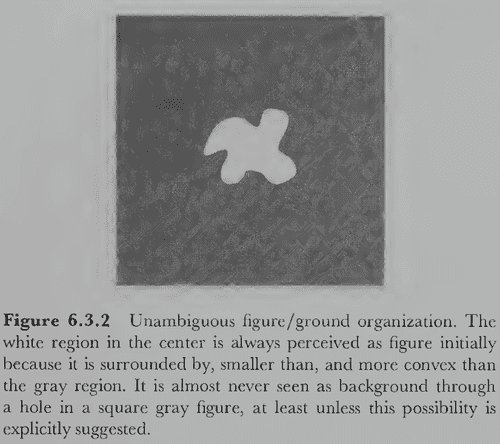 Figure 6.3.2 Unambiguous figure/ground organization. The
white region in the center is always perceived as figure initially
because it is surrounded by, smaller than, and more convex than
the gray region. It is almost never seen as background through
a hole in a square gray figure, at least unless this possibility is
explicitly suggested.